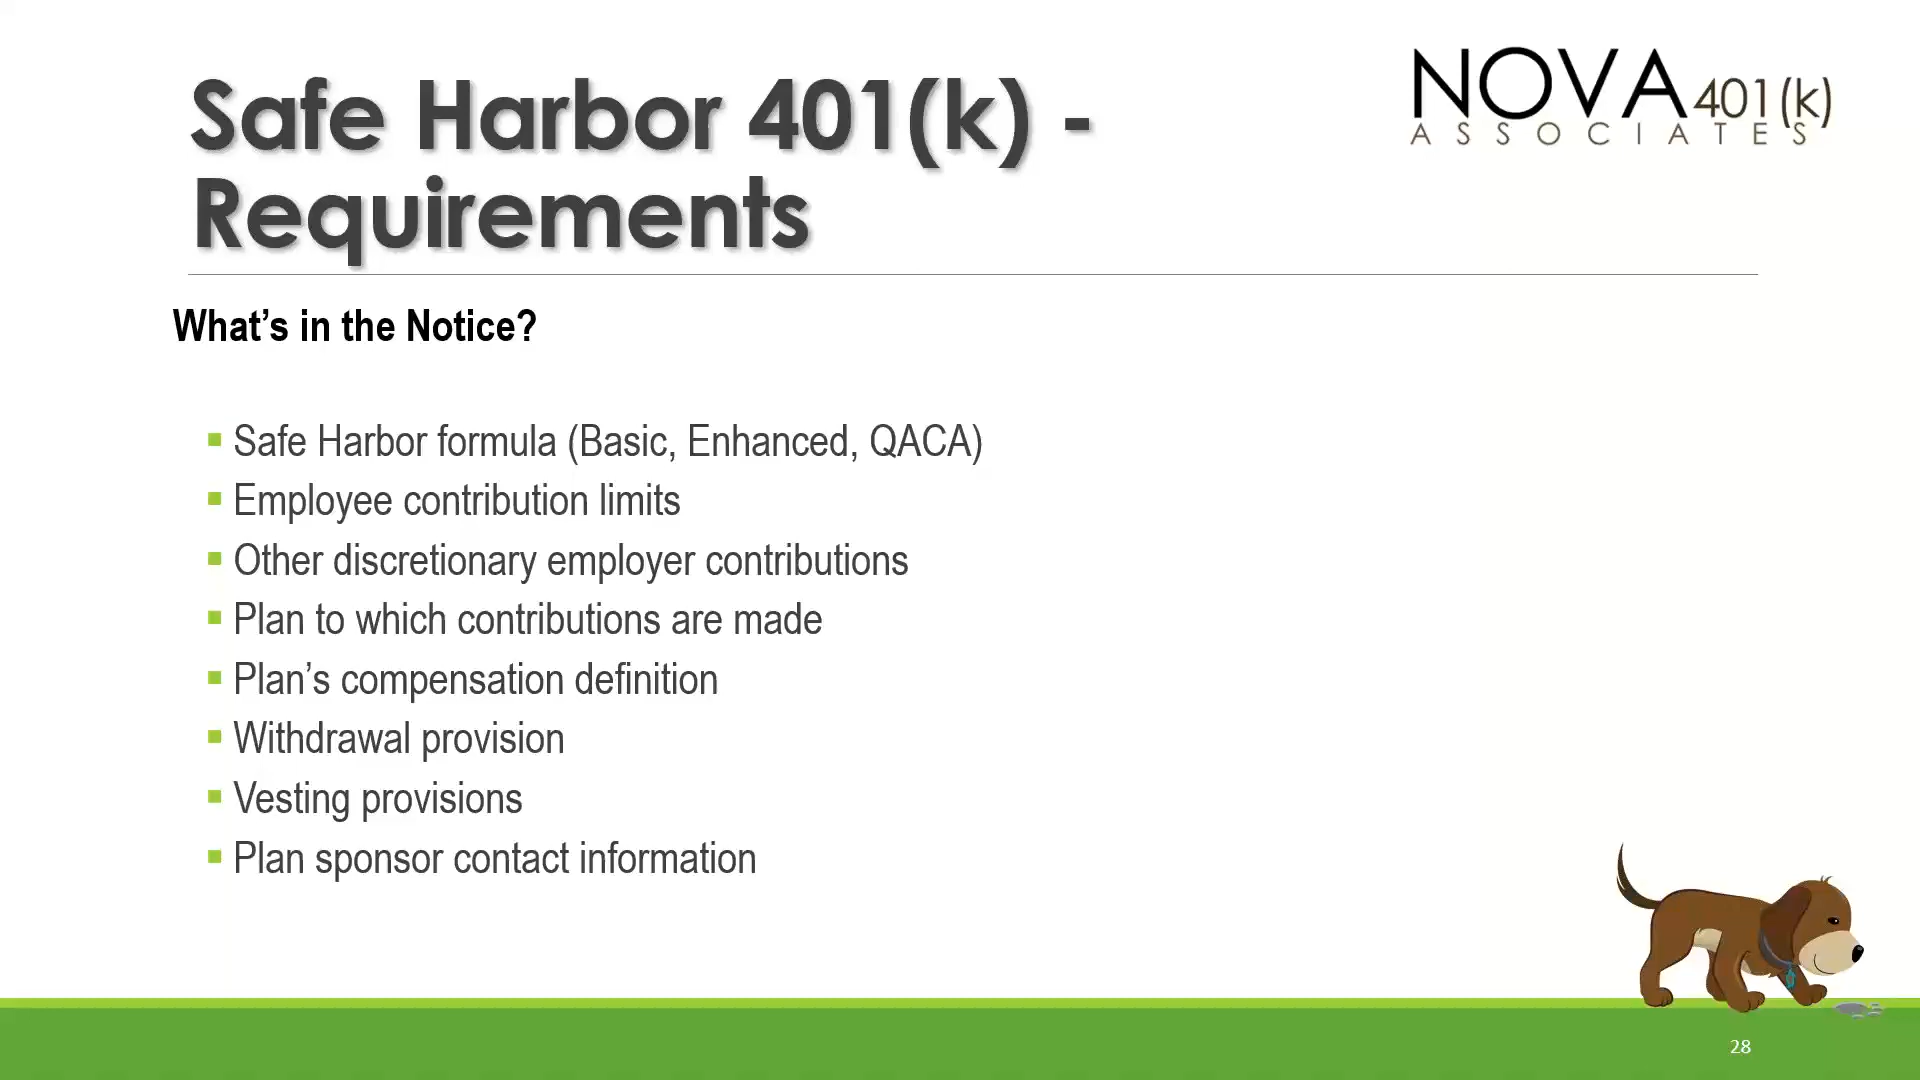 Safe Harbor 401(k) -
Requirements
NOVA 401(k)
ASSOCIATES
What’s in the Notice?
▪ Safe Harbor formula (Basic, Enhanced, QACA)
▪ Employee contribution limits
▪ Other discretionary employer contributions
▪ Plan to which contributions are made
▪ Plan’s compensation definition
▪ Withdrawal provision
▪ Vesting provisions
▪ Plan sponsor contact information
28